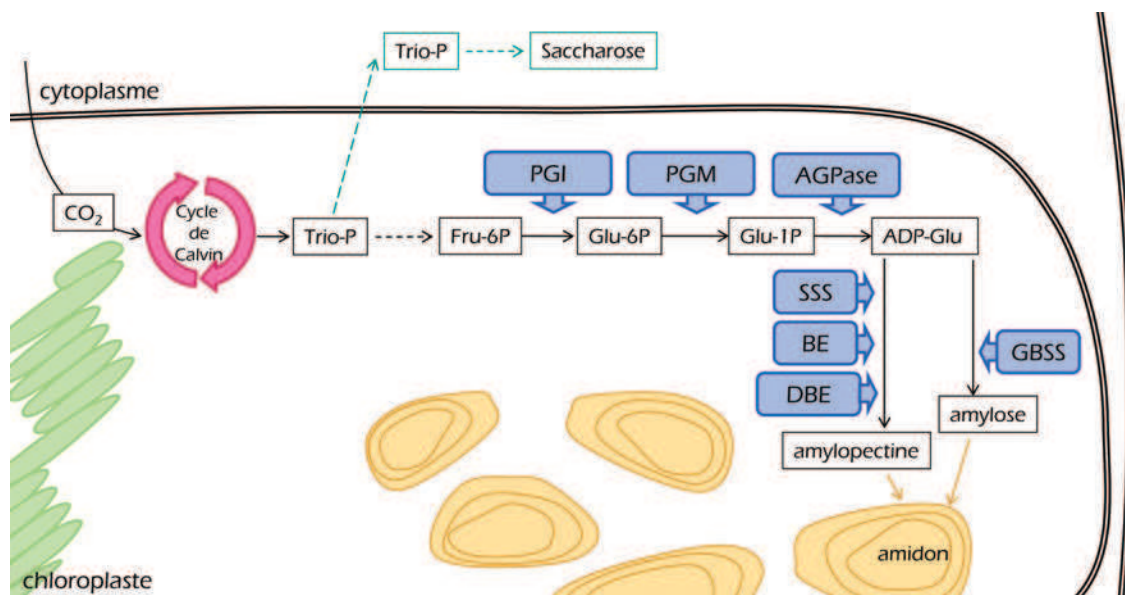 Trio-P
Saccharose
cytoplasme
PGI
PGM
AGPase
CO₂
Cycle
de
Calvin
Trio-P
Fru-6P
Glu-6P
Glu-1P
ADP-Glu
SSS
BE
GBSS
DBE
amylose
amylopectine
amidon
chloroplaste